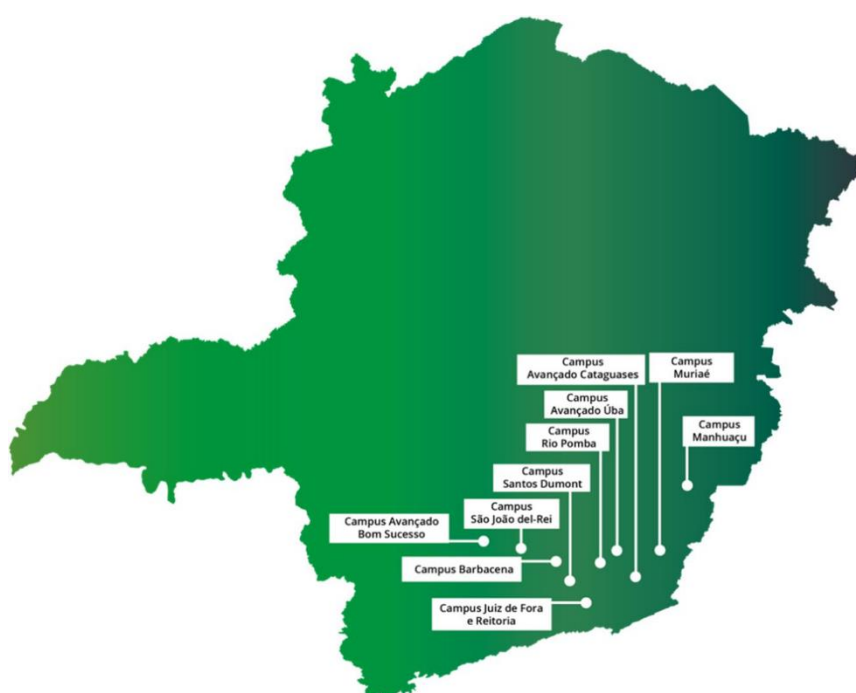 Campus
Avançado Cataguases
Campus
Muriaé
Campus
Avançado Úba
Campus
Rio Pomba
Campus
Manhuaçu
Campus
Santos Dumont
Campus
São João del-Rei
Campus Avançado
Bom Sucesso
Campus Barbacena
Campus Juiz de Fora
e Reitoria